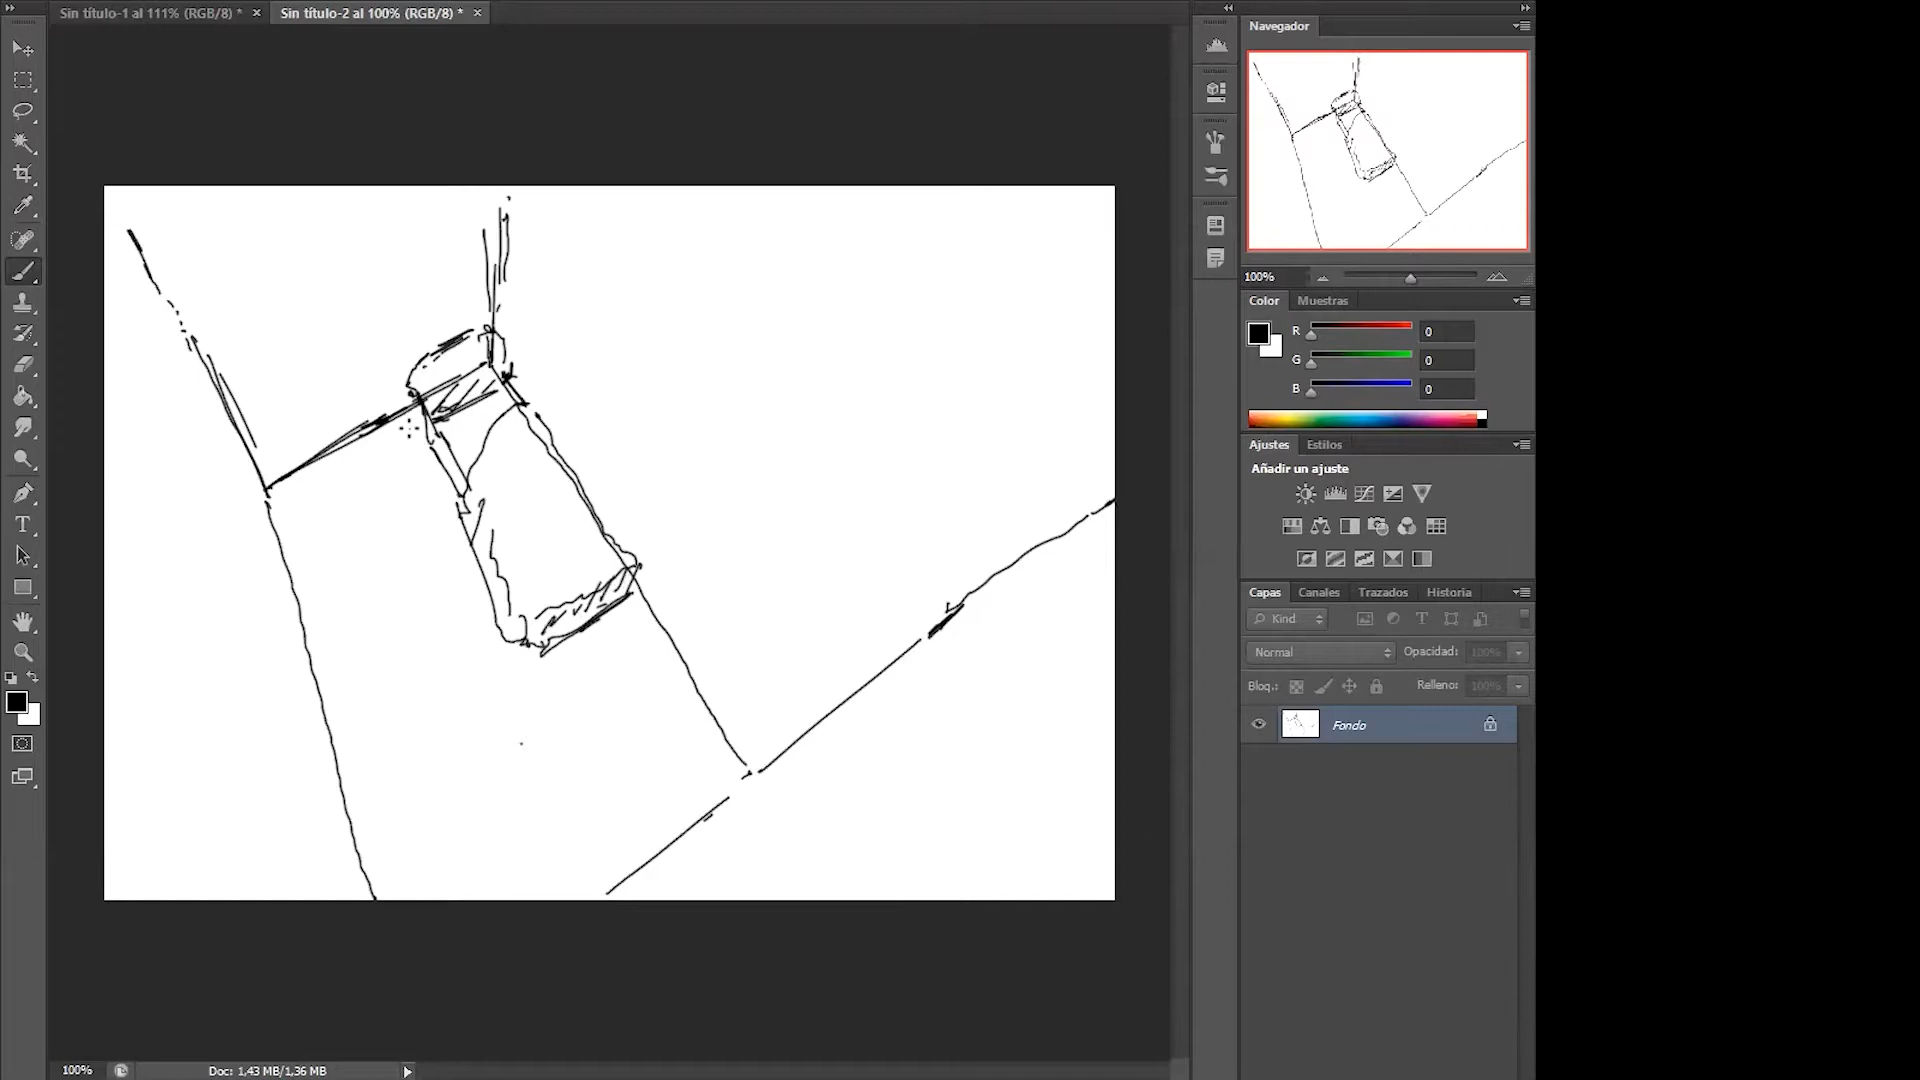 Sin título-1 al 111% (RGB/8) *
Sin título-2 al 100% (RGB/8) *
Navegador
100%
Color Muestras
R 0
G 0
B 0
Ajustes Estilos
Añadir un ajuste
Capas Canales Trazados Historia
Kind
Normal Opacidad: 100%
Bloq.: Relleno: 100%
Fondo
T
100% Doc: 1,43 MB/1,36 MB